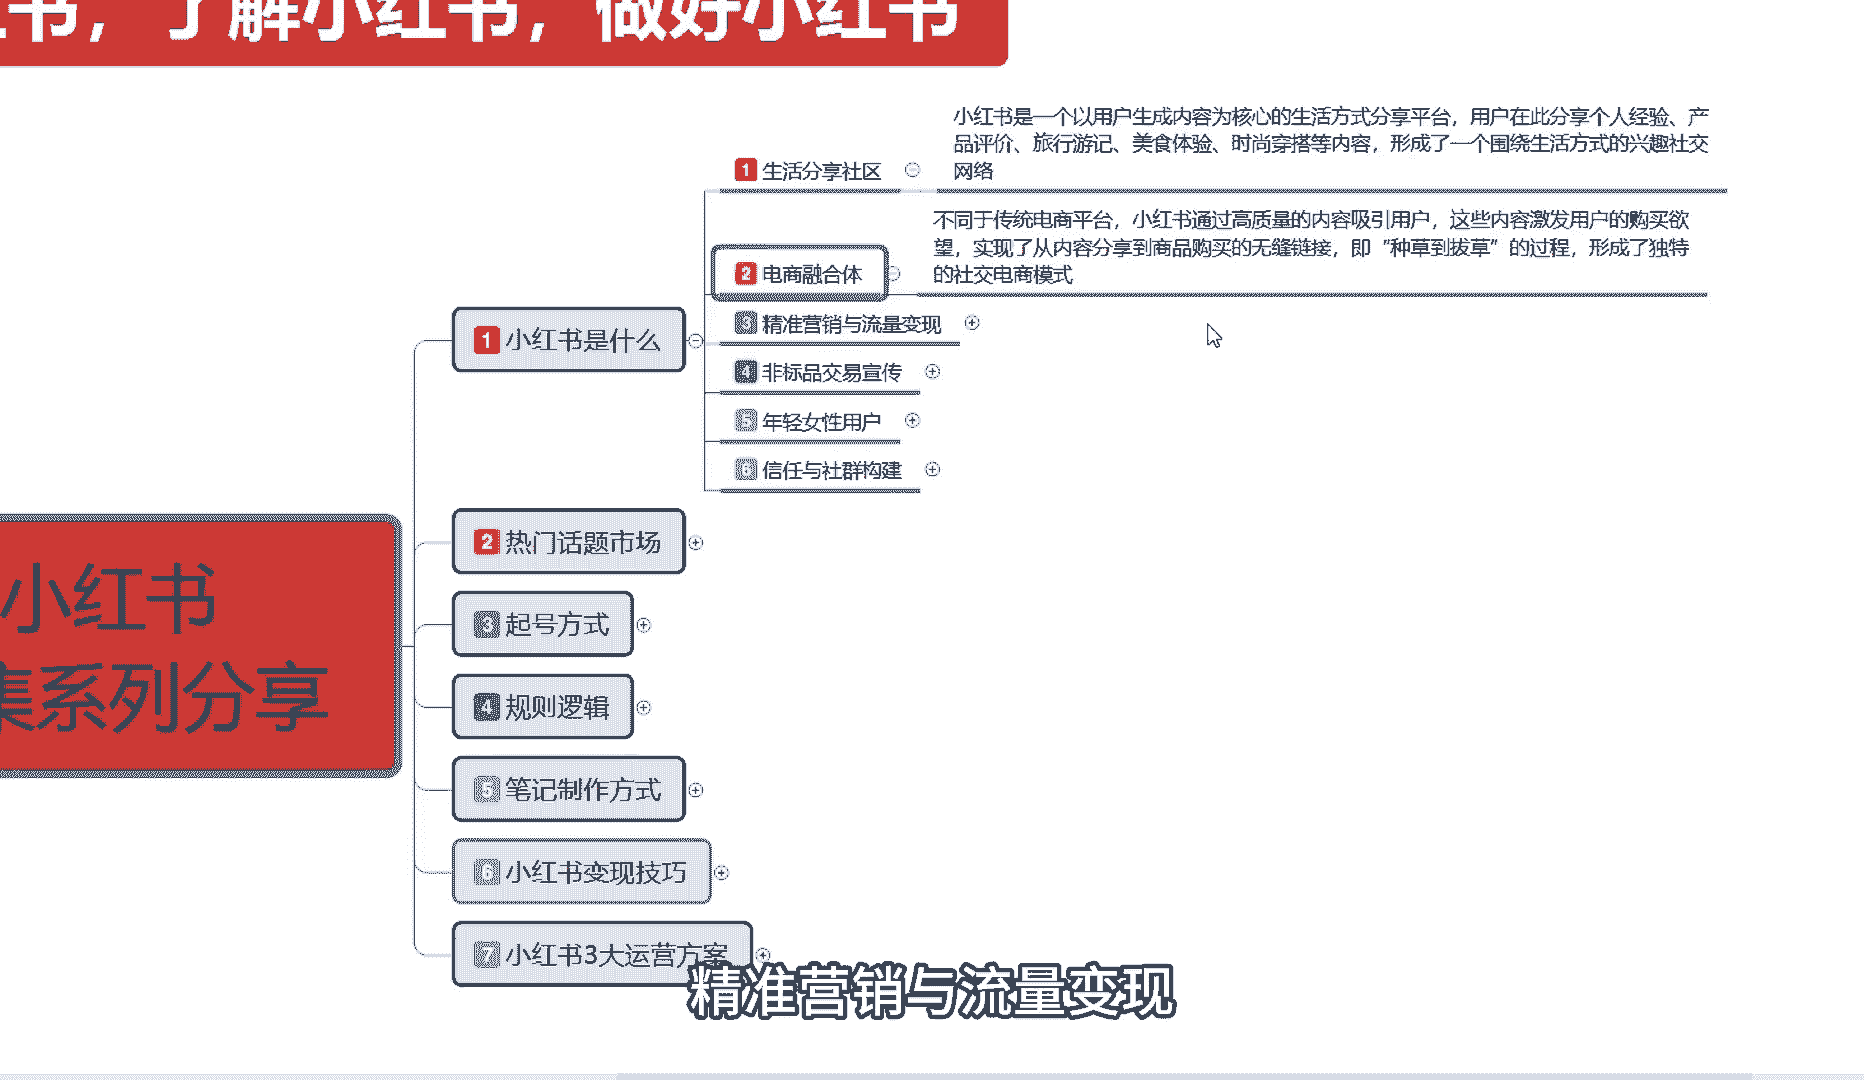 书，了解小红书，做好小红书
小红书是一个以用户生成内容为核心的生活方式分享平台，用户在此分享个人经验、产
品评价、旅行游记、美食体验、时尚穿搭等内容，形成了一个围绕生活方式的兴趣社交
网络
1 生活分享社区
不同于传统电商平台，小红书通过高质量的内容吸引用户，这些内容激发用户的购买欲
望，实现了从内容分享到商品购买的无缝链接，即“种草到拔草”的过程，形成了独特
的社交电商模式
2 电商融合体
3 精准营销与流量变现
4 非标品交易宣传
5 年轻女性用户
6 信任与社群构建
1 小红书是什么
2 热门话题市场
3 起号方式
4 规则逻辑
5 笔记制作方式
6 小红书变现技巧
7 小红书3大运营方案
小红书
集系列分享
精准营销与流量变现